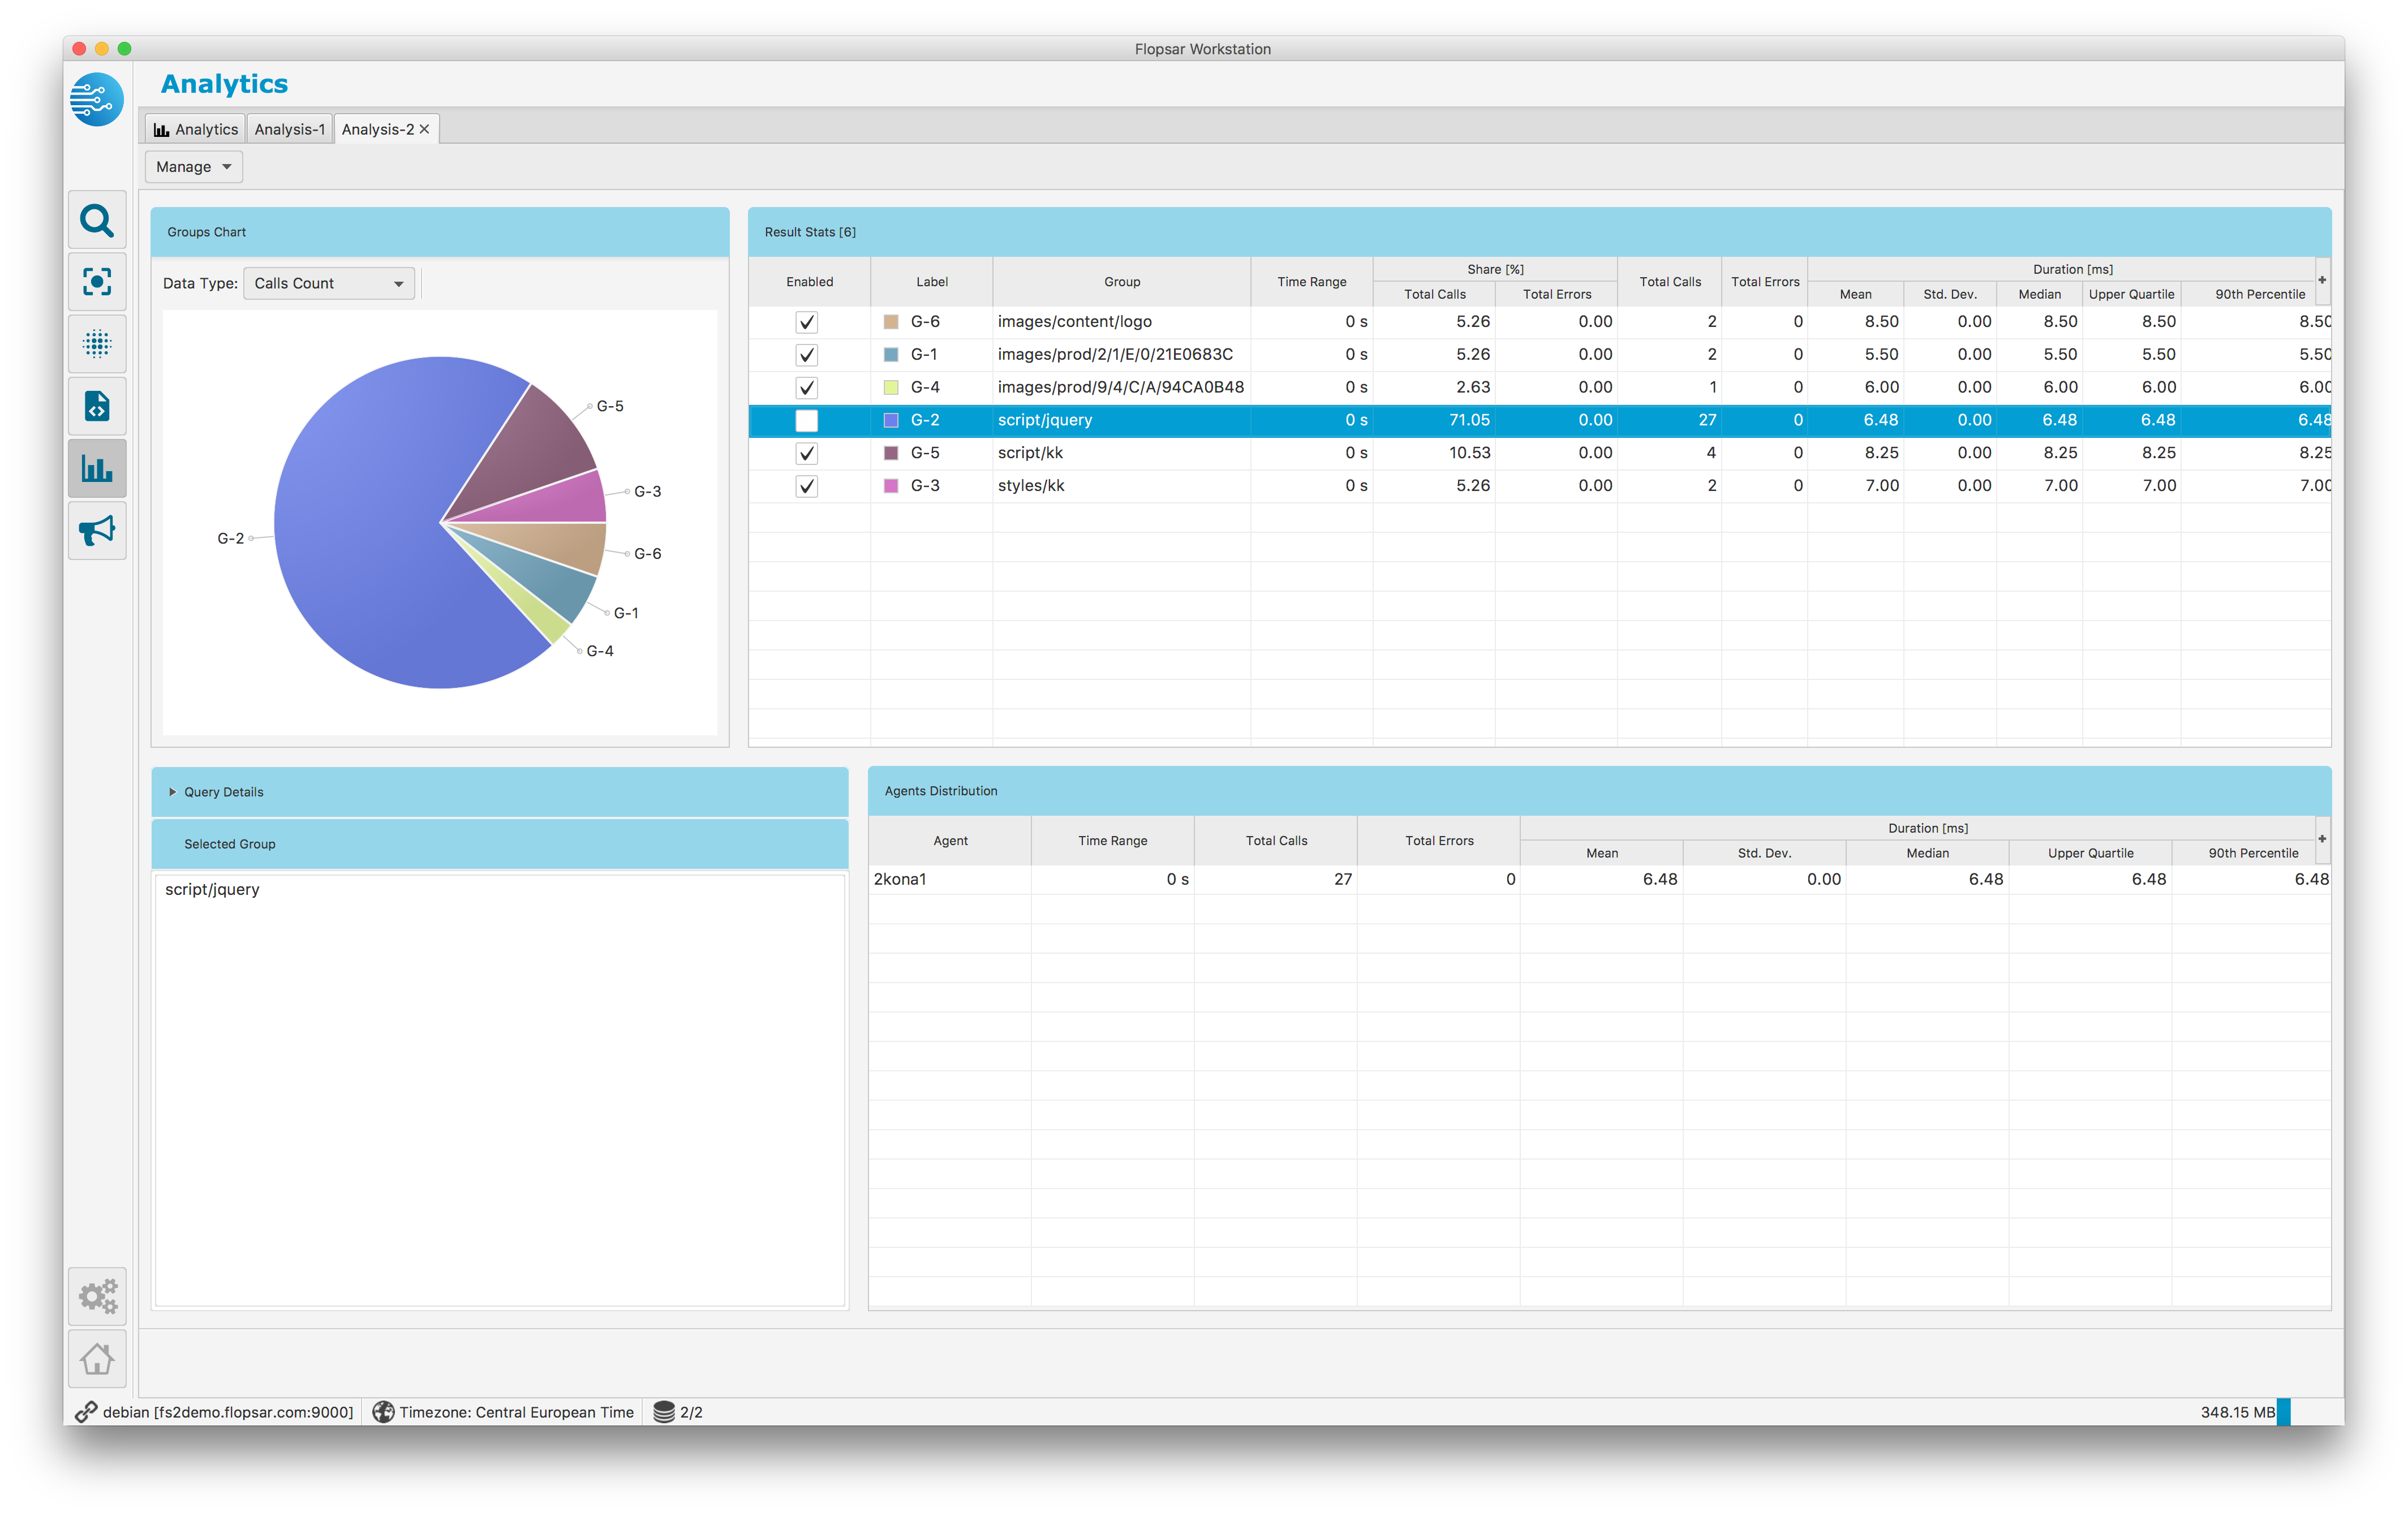 Flopsar Workstation
Analytics
Analytics Analysis-1 Analysis-2
Manage
Groups Chart
Data Type: Calls Count
G-5
G-3
G-2
G-6
G-1
G-4
Result Stats [6]
Enabled Label Group Time Range Share [%] Total Calls Total Errors Duration [ms]
Total Calls Total Errors Mean Std. Dev. Median Upper Quartile 90th Percentile
G-6 images/content/logo 0 s 5.26 0.00 2 0 8.50 0.00 8.50 8.50 8.50
G-1 images/prod/2/1/E/0/21E0683C 0 s 5.26 0.00 2 0 5.50 0.00 5.50 5.50 5.50
G-4 images/prod/9/4/C/A/94CA0B48 0 s 2.63 0.00 1 0 6.00 0.00 6.00 6.00 6.00
G-2 script/jquery 0 s 71.05 0.00 27 0 6.48 0.00 6.48 6.48 6.48
G-5 script/kk 0 s 10.53 0.00 4 0 8.25 0.00 8.25 8.25 8.25
G-3 styles/kk 0 s 5.26 0.00 2 0 7.00 0.00 7.00 7.00 7.00
Query Details
Selected Group
script/jquery
Agents Distribution
Agent Time Range Total Calls Total Errors Duration [ms]
Mean Std. Dev. Median Upper Quartile 90th Percentile
2kona1 0 s 27 0 6.48 0.00 6.48 6.48 6.48
debian [fs2demo.flopsar.com:9000] Timezone: Central European Time 2/2 348.15 MB